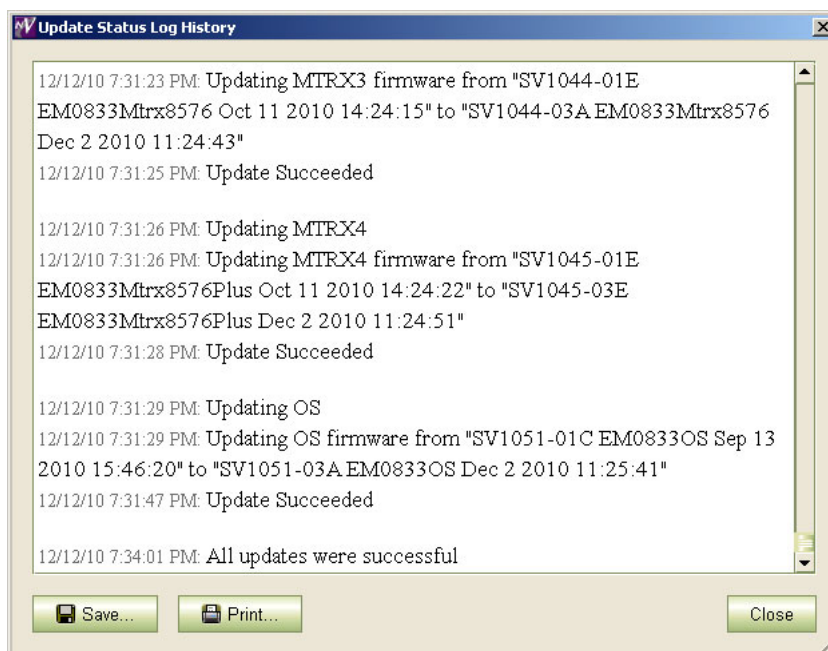 Update Status Log History
12/12/10 7:31:23 PM: Updating MTRX3 firmware from "SV1044-01E
EM0833Mtrx8576 Oct 11 2010 14:24:15" to "SV1044-03A EM0833Mtrx8576
Dec 2 2010 11:24:43"
12/12/10 7:31:25 PM: Update Succeeded
12/12/10 7:31:26 PM: Updating MTRX4
12/12/10 7:31:26 PM: Updating MTRX4 firmware from "SV1045-01E
EM0833Mtrx8576Plus Oct 11 2010 14:24:22" to "SV1045-03E
EM0833Mtrx8576Plus Dec 2 2010 11:24:51"
12/12/10 7:31:28 PM: Update Succeeded
12/12/10 7:31:29 PM: Updating OS
12/12/10 7:31:29 PM: Updating OS firmware from "SV1051-01C EM0833OS Sep 13
2010 15:46:20" to "SV1051-03A EM0833OS Dec 2 2010 11:25:41"
12/12/10 7:31:47 PM: Update Succeeded
12/12/10 7:34:01 PM: All updates were successful
Save... Print... Close